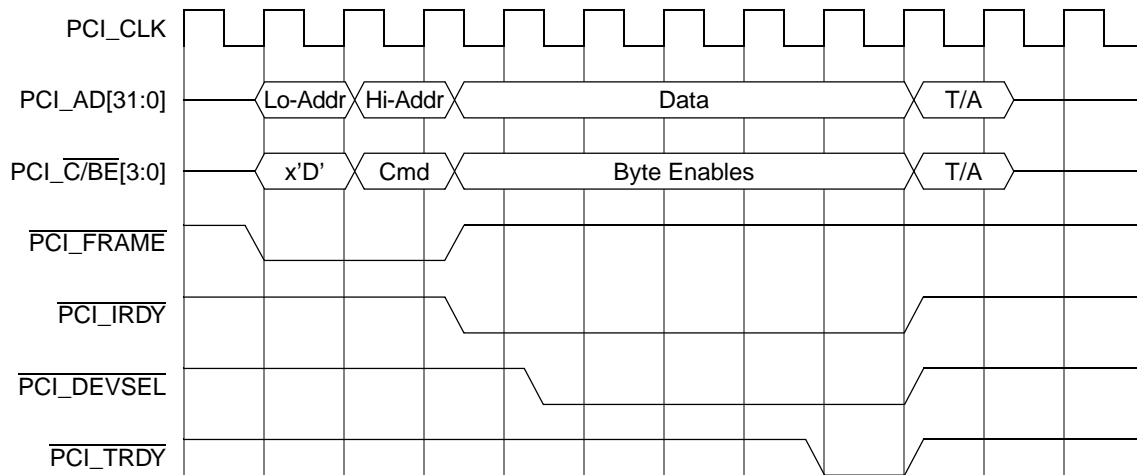 PCI_CLK
PCI_AD[31:0] Lo-Addr Hi-Addr Data T/A
PCI_C/BE[3:0] x'D' Cmd Byte Enables T/A
PCI_FRAME
PCI_IRDY
PCI_DEVSEL
PCI_TRDY